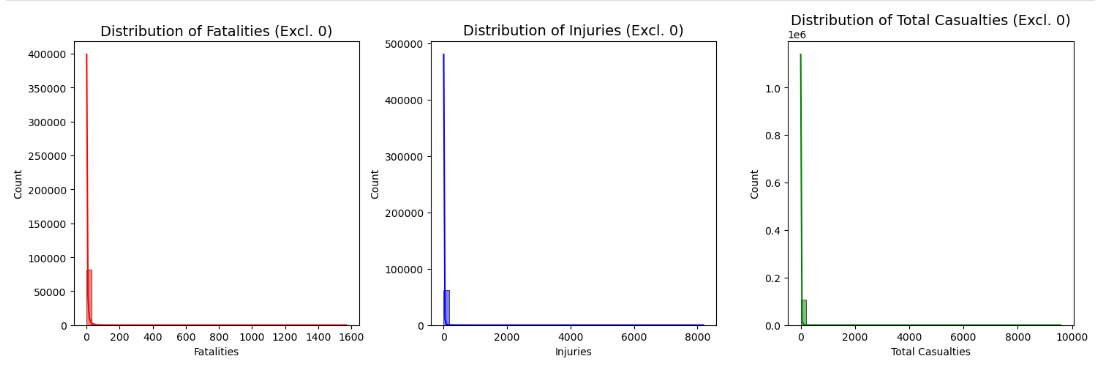 Distribution of Fatalities (Excl. 0)
400000
350000
300000
250000
200000
150000
100000
50000
0
Count
0 200 400 600 800 1000 1200 1400 1600
Fatalities
Distribution of Injuries (Excl. 0)
500000
400000
300000
200000
100000
0
Count
0 2000 4000 6000 8000
Injuries
Distribution of Total Casualties (Excl. 0)
1e6
1.0
0.8
0.6
0.4
0.2
0.0
Count
0 2000 4000 6000 8000 10000
Total Casualties